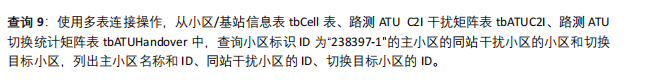 查询 9：使用多表连接操作，从小区/基站信息表 tbCell 表、路测 ATU C2I 干扰矩阵表 tbATUC2I、路测 ATU
切换统计矩阵表 tbATUHandover 中，查询小区标识 ID 为“238397-1”的主小区的同站干扰小区的小区和切换
目标小区，列出主小区名称和 ID、同站干扰小区的 ID、切换目标小区的 ID。